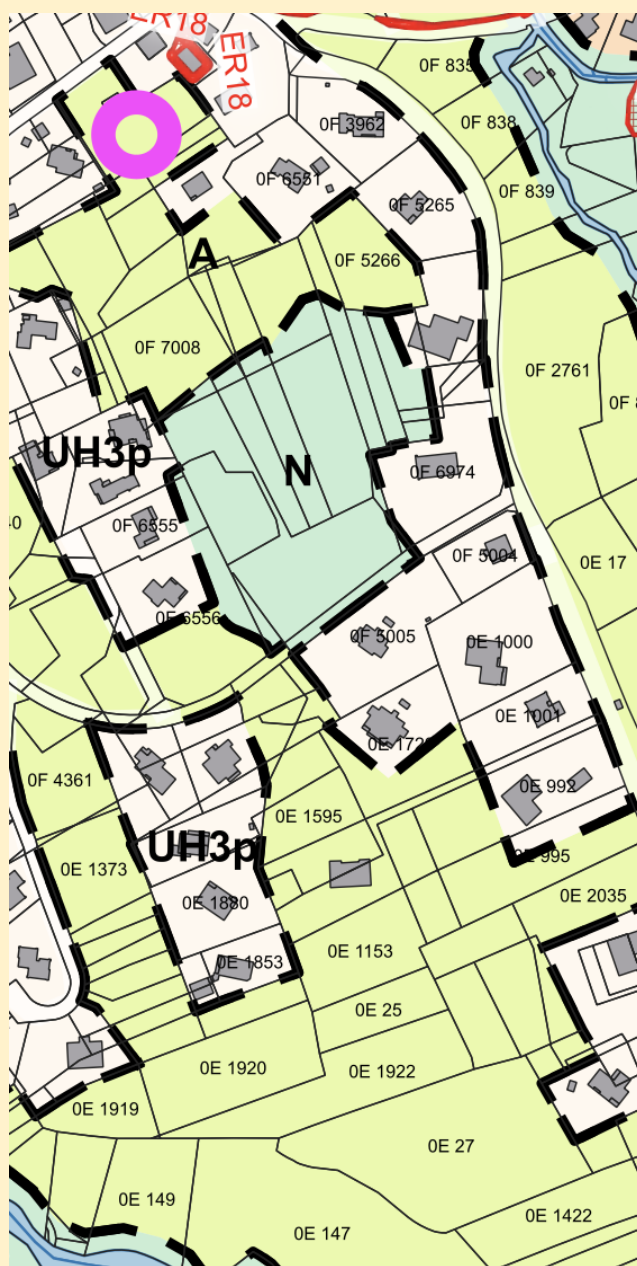 ER18
ER18
0F 835
0F 3962
0F 838
0F 6551
0F 839
0F 5265
A
0F 5266
0F 7008
0F 2761
0F
UH3p
N
0F 6974
40
0F 6555
0F 5004
0E 17
0E 6556
0F 5005
0E 1000
0E 1001
0F 4361
0E 992
0E 1595
UH3p
0E 995
0E 1373
0E 1880
0E 2035
0E 1153
0E 1853
0E 25
0E 1920
0E 1922
0E 1919
0E 27
0E 149
0E 1422
0E 147